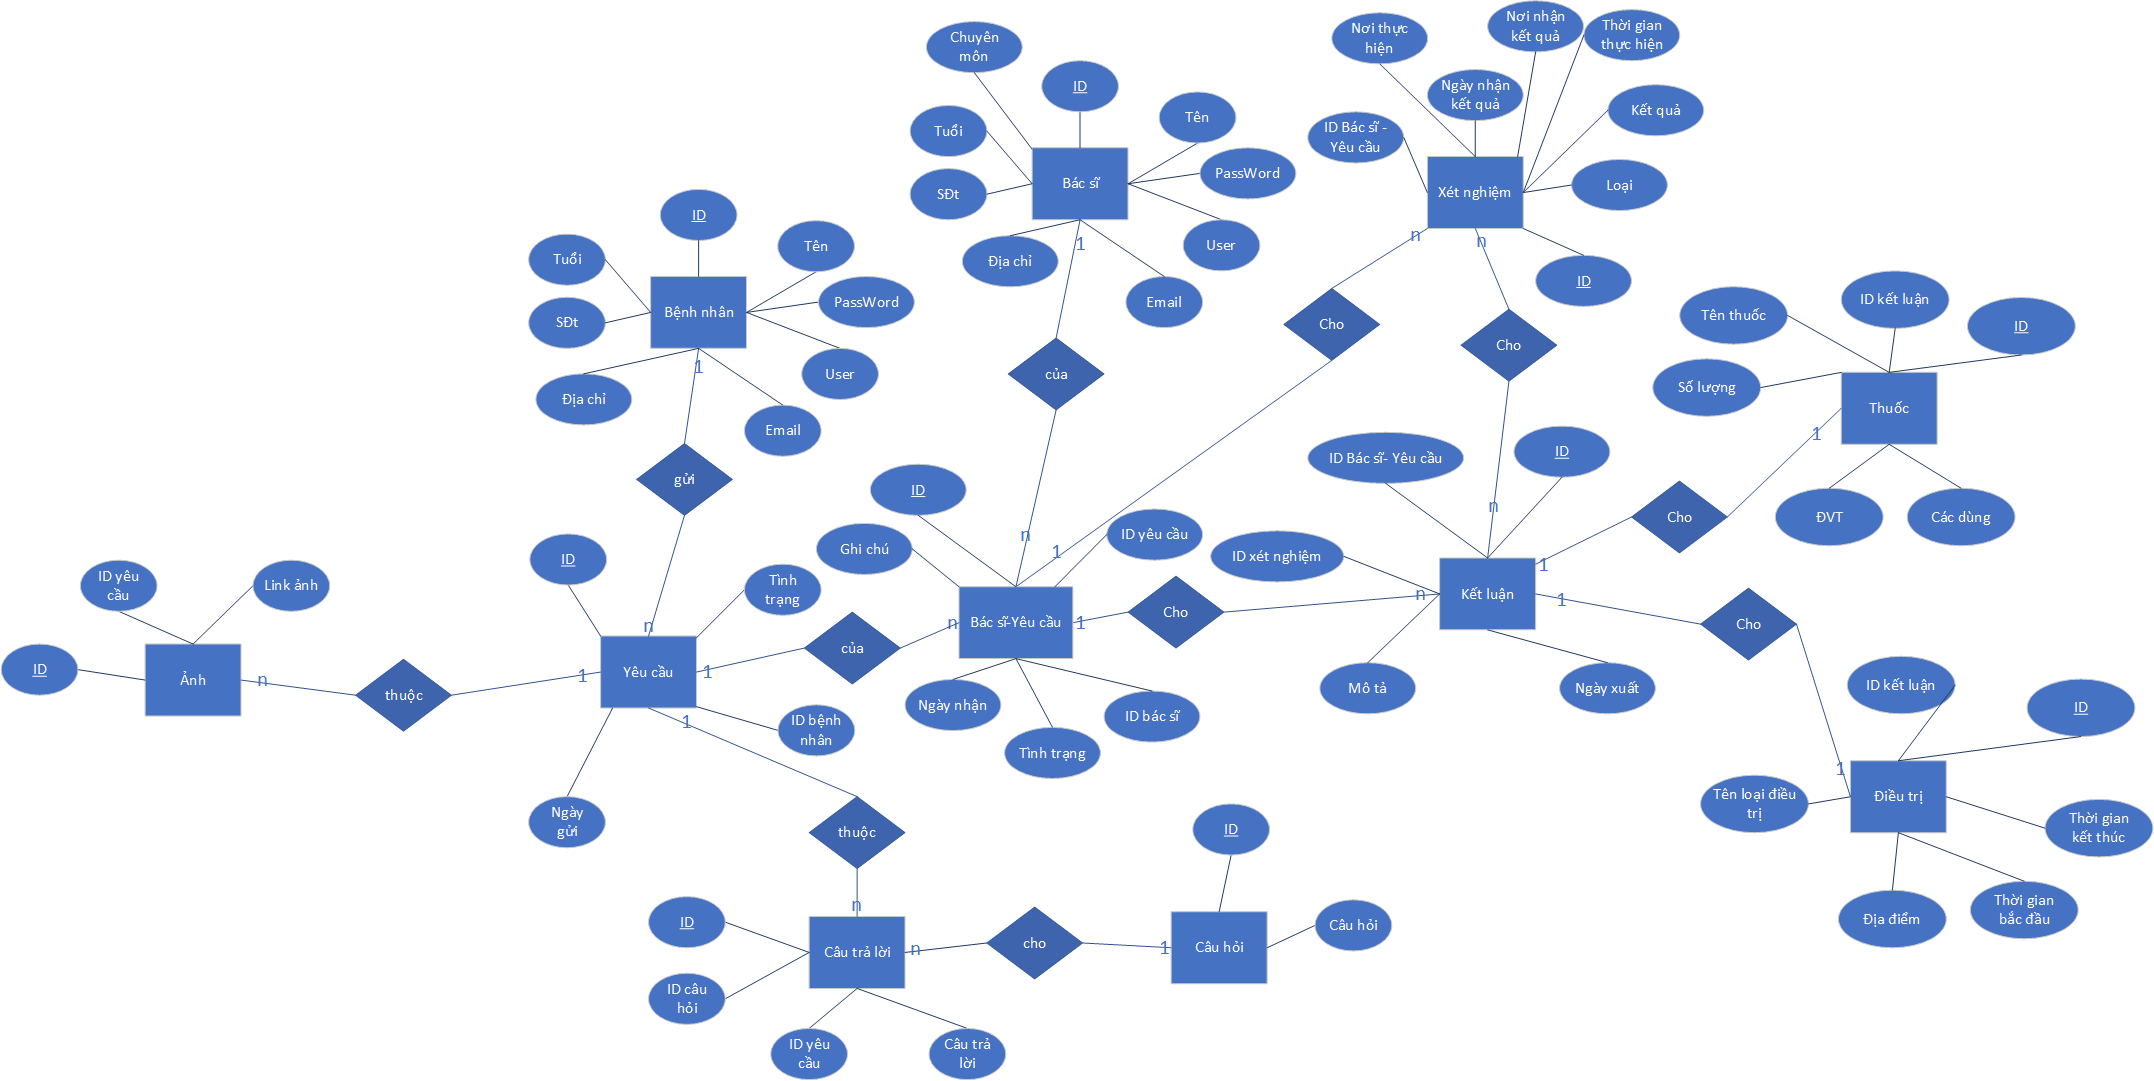 Chuyên
môn
ID
Tuổi
Tên
SĐt
Bác sĩ
PassWord
Địa chỉ
User
Email
1
Nơi thực
hiện
Nơi nhận
kết quả
Thời gian
thực hiện
Ngày nhận
kết quả
Kết quả
ID Bác sĩ -
Yêu cầu
Xét nghiệm
Loại
ID
n
n
ID
Tuổi
Tên
SĐt
Bệnh nhân
PassWord
Địa chỉ
User
Email
1
gửi
n
của
n
Cho
1
Cho
n
Tên thuốc
ID kết luận
ID
Số lượng
Thuốc
1
ĐVT
Các dùng
Cho
1
ID Bác sĩ- Yêu cầu
ID
ID xét nghiệm
Kết luận
n
Mô tả
Ngày xuất
1
Cho
1
ID
Ghi chú
ID yêu cầu
Bác sĩ-Yêu cầu
n
1
Cho
Ngày nhận
Tình trạng
ID bác sĩ
ID yêu
cầu
Link ảnh
ID
Ảnh
n
thuộc
1
ID
Tình
trạng
Yêu cầu
1
của
ID bệnh
nhân
1
Ngày
gửi
thuộc
n
ID kết luận
ID
Tên loại điều
trị
Điều trị
Thời gian
kết thúc
Địa điểm
Thời gian
bắc đầu
ID
ID câu
hỏi
Câu trả lời
n
cho
1
ID yêu
cầu
Câu trả
lời
ID
Câu hỏi
Câu hỏi